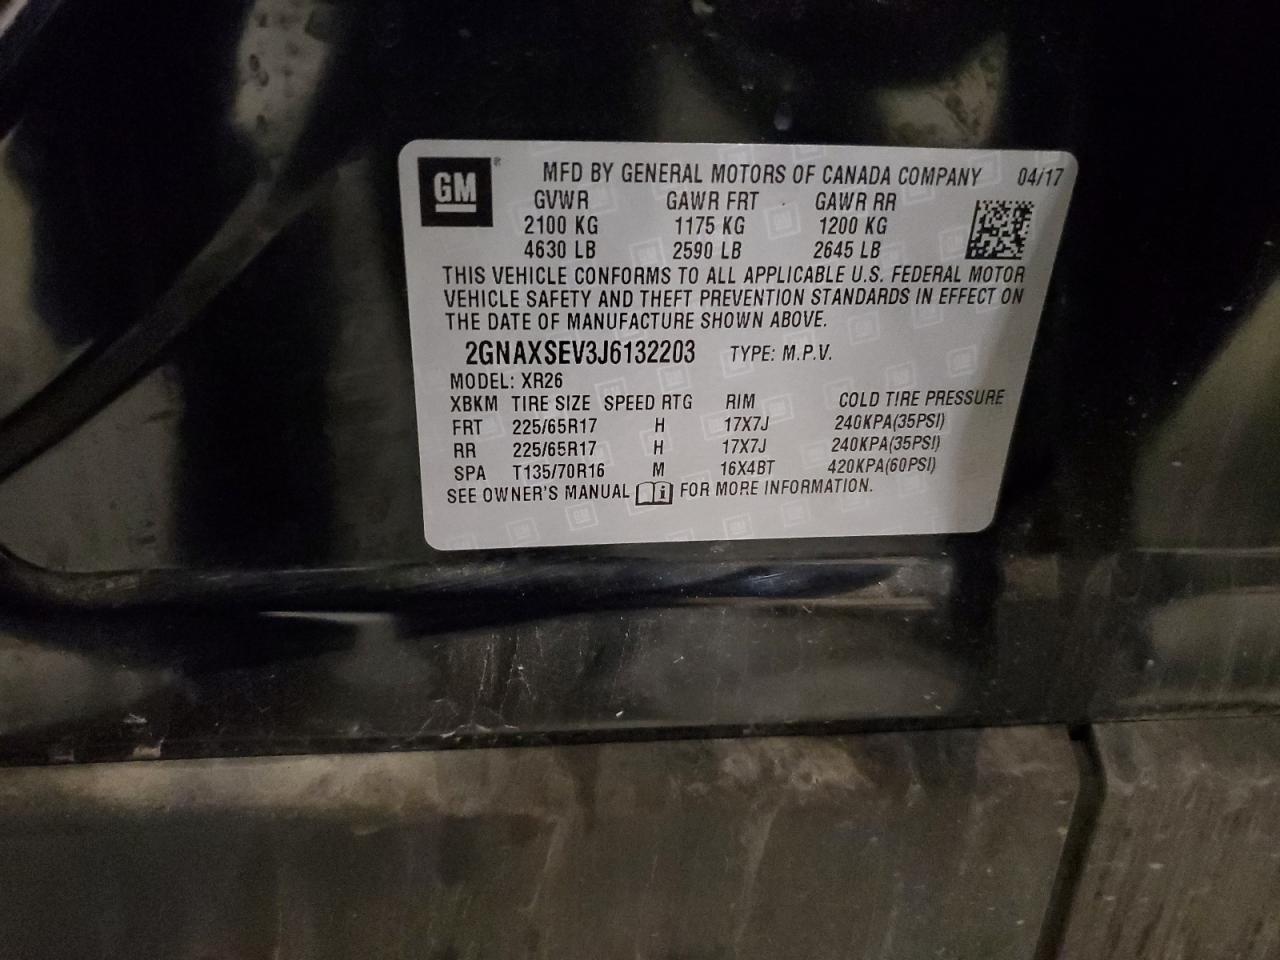 GM ®
MFD BY GENERAL MOTORS OF CANADA COMPANY 04/17
GVWR GAWR FRT GAWR RR
2100 KG 1175 KG 1200 KG
4630 LB 2590 LB 2645 LB
THIS VEHICLE CONFORMS TO ALL APPLICABLE U.S. FEDERAL MOTOR
VEHICLE SAFETY AND THEFT PREVENTION STANDARDS IN EFFECT ON
THE DATE OF MANUFACTURE SHOWN ABOVE.
2GNAXSEV3J6132203 TYPE: M.P.V.
MODEL: XR26
XBKM TIRE SIZE SPEED RTG RIM COLD TIRE PRESSURE
FRT 225/65R17 H 17X7J 240KPA(35PSI)
RR 225/65R17 H 17X7J 240KPA(35PSI)
SPA T135/70R16 M 16X4BT 420KPA(60PSI)
SEE OWNER'S MANUAL i FOR MORE INFORMATION.